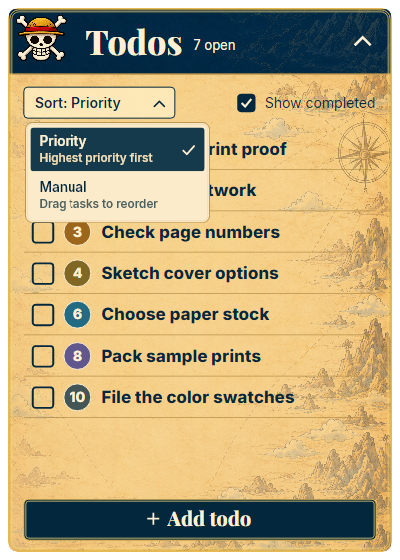 Todos 7 open
Sort: Priority Show completed
Priority
Highest priority first
Manual
Drag tasks to reorder
print proof
twork
3 Check page numbers
4 Sketch cover options
6 Choose paper stock
8 Pack sample prints
10 File the color swatches
+ Add todo